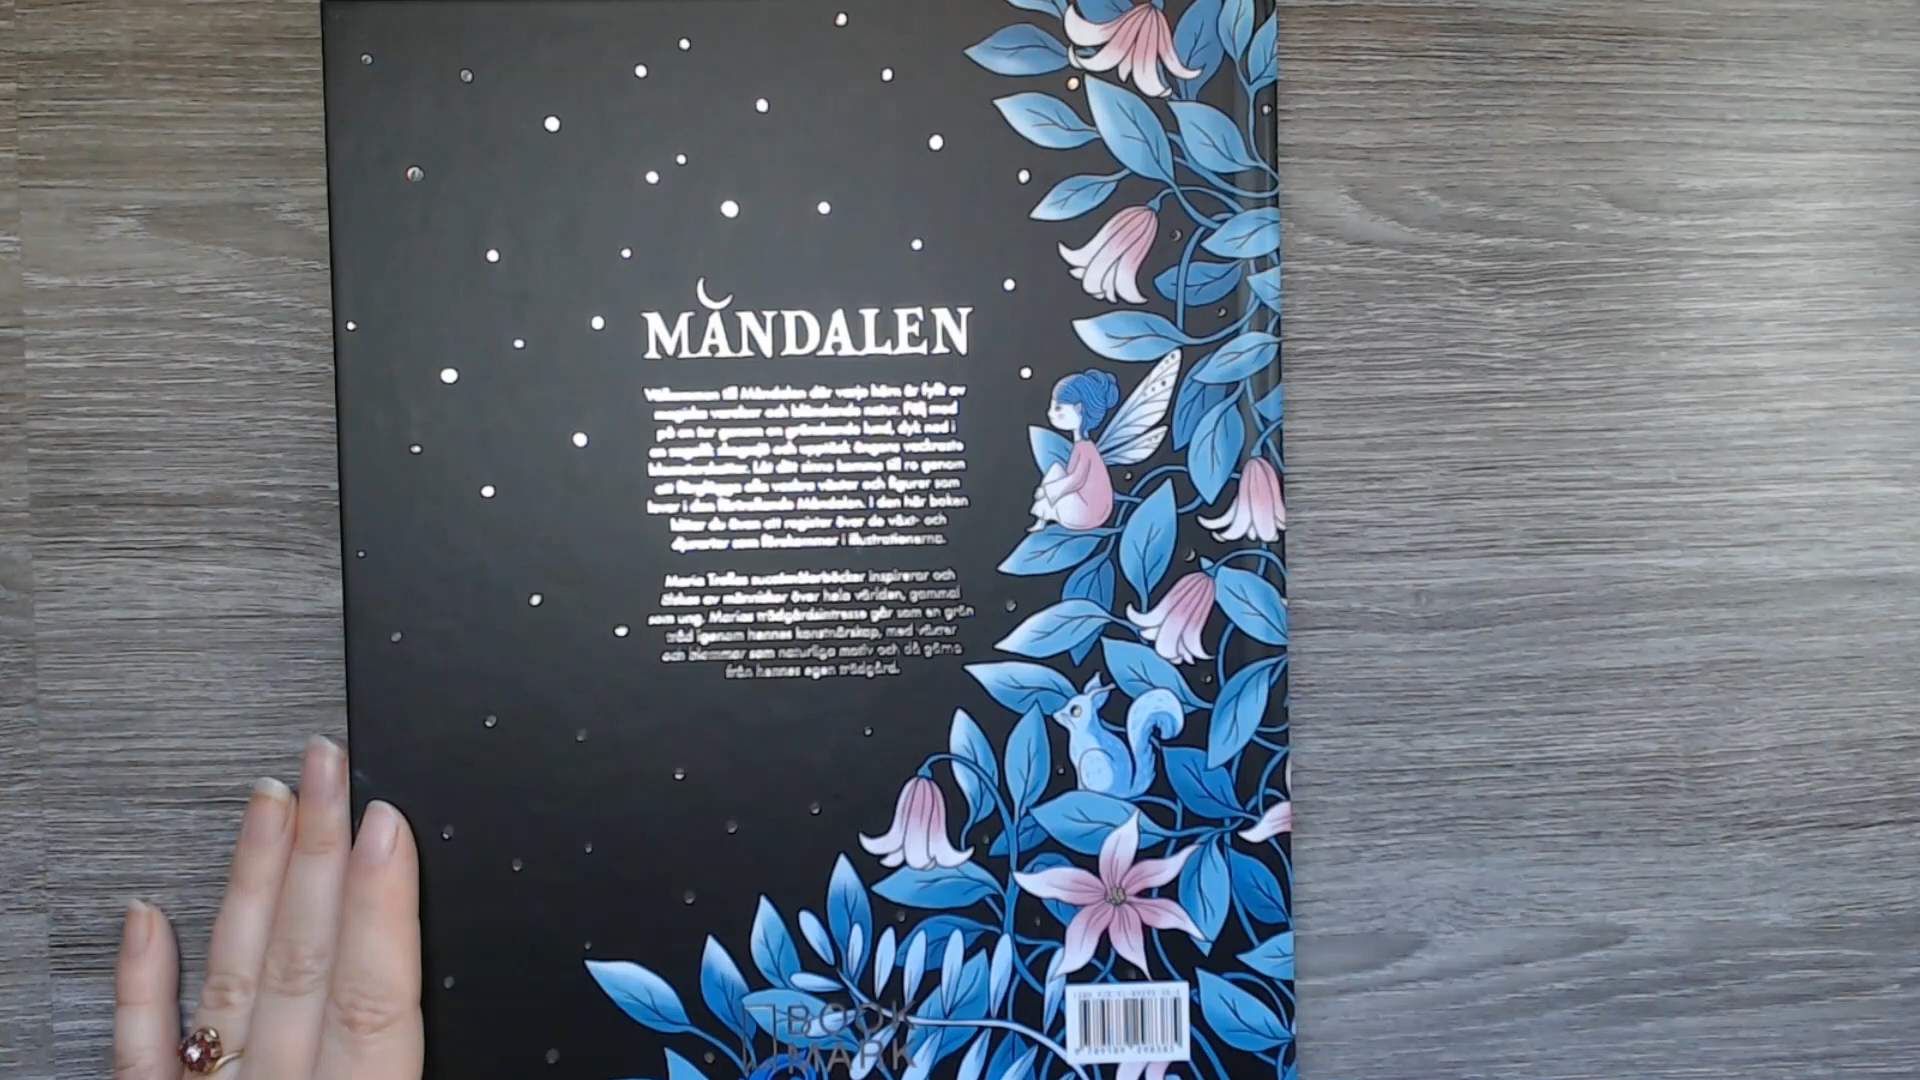 MÅNDALEN
Välkommen till Måndalen där varje hörn är fyllt av
magiska varelser och bländande natur. Följ med
på en tur genom en grönskande lund, dyk ned i
en magisk och upptäck ängens vackraste
Låt ditt sinne komma till ro genom
att färglägga alla vackra växter och figurer som
lever i den förtrollande Måndalen. I den här boken
hittar du även ett register över de växt- och
djurarter som förekommer i illustrationerna.
Maria Trolles succémålarböcker inspirerar och
älskas av människor över hela världen, gammal
som ung. Marias trädgårdsintresse går som en grön
tråd igenom hennes konstnärskap, med växter
och blommor som naturliga motiv och då gärna
från hennes egen trädgård.
BOOK
MARK